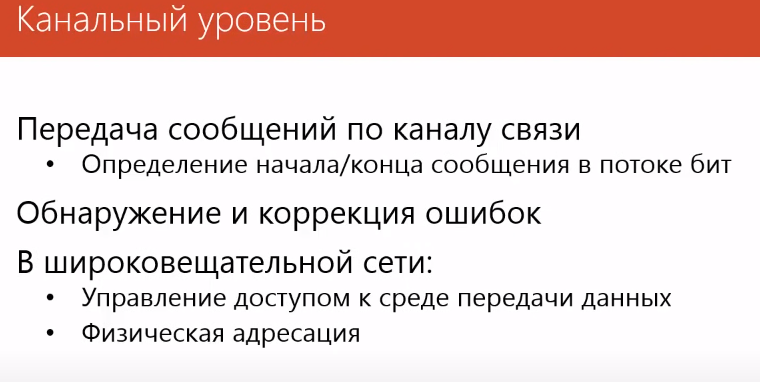 Канальный уровень
Передача сообщений по каналу связи
• Определение начала/конца сообщения в потоке бит
Обнаружение и коррекция ошибок
В широковещательной сети:
• Управление доступом к среде передачи данных
• Физическая адресация